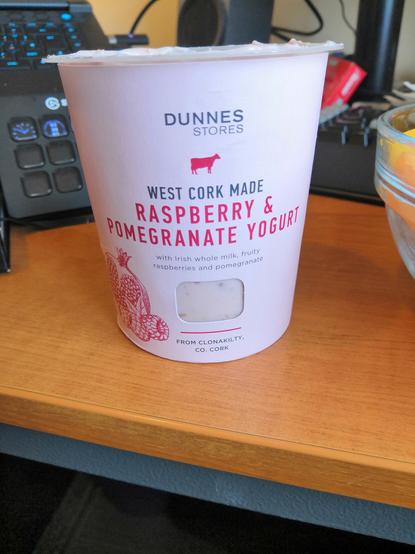 DUNNES
STORES
WEST CORK MADE
RASPBERRY &
POMEGRANATE YOGURT
with Irish whole milk, fruity
raspberries and pomegranate
FROM CLONAKILTY,
CO. CORK